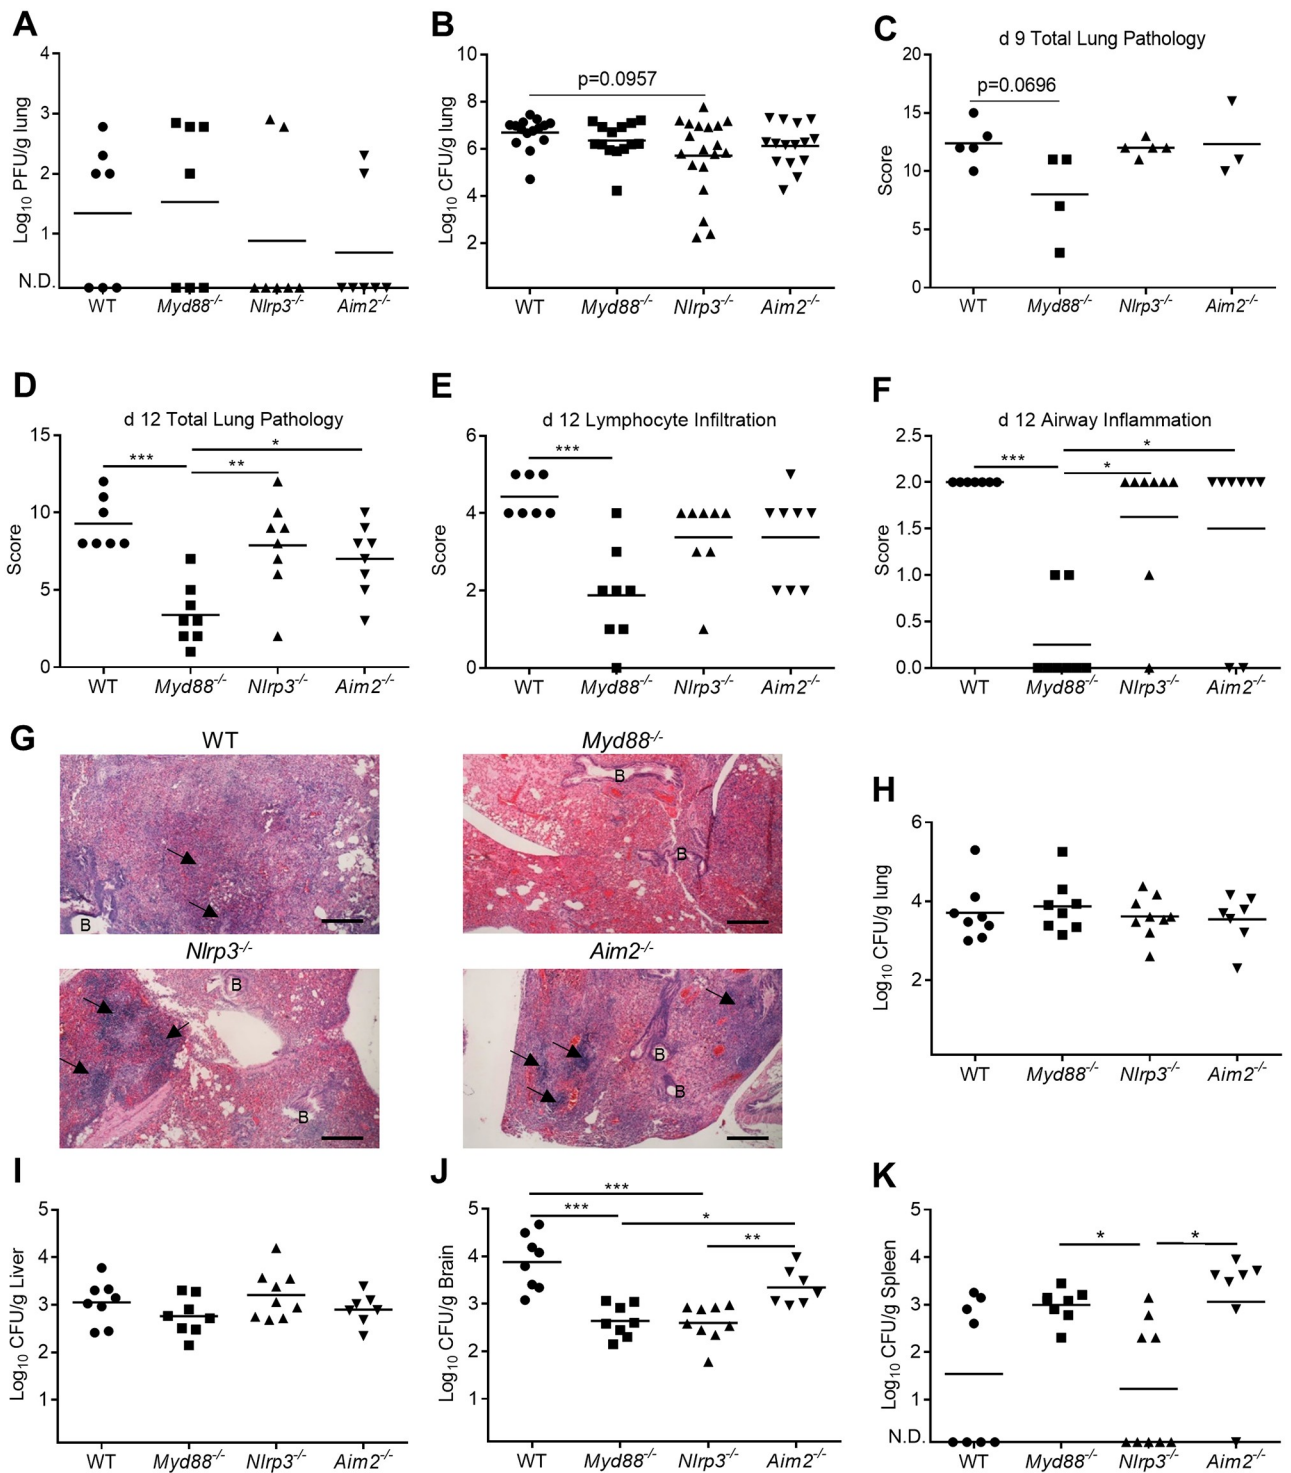 A
Log10 PFU/g lung
4
3
2
1
N.D.
WT Myd88-/- Nlrp3-/- Aim2-/-
B
Log10 CFU/g lung
10
8
6
4
2
p=0.0957
WT Myd88-/- Nlrp3-/- Aim2-/-
C
d 9 Total Lung Pathology
Score
20
15
10
5
0
p=0.0696
WT Myd88-/- Nlrp3-/- Aim2-/-
D
d 12 Total Lung Pathology
Score
15
10
5
0
*
***
**
WT Myd88-/- Nlrp3-/- Aim2-/-
E
d 12 Lymphocyte Infiltration
Score
6
4
2
0
***
WT Myd88-/- Nlrp3-/- Aim2-/-
F
d 12 Airway Inflammation
Score
2.5
2.0
1.5
1.0
0.5
0.0
*
***
*
WT Myd88-/- Nlrp3-/- Aim2-/-
G
WT
B
Myd88-/-
B
B
Nlrp3-/-
B
B
Aim2-/-
B
B
H
Log10 CFU/g lung
6
4
2
WT Myd88-/- Nlrp3-/- Aim2-/-
I
Log10 CFU/g Liver
5
4
3
2
1
WT Myd88-/- Nlrp3-/- Aim2-/-
J
Log10 CFU/g Brain
5
4
3
2
1
***
***
*
**
WT Myd88-/- Nlrp3-/- Aim2-/-
K
Log10 CFU/g Spleen
5
4
3
2
1
N.D.
*
*
WT Myd88-/- Nlrp3-/- Aim2-/-